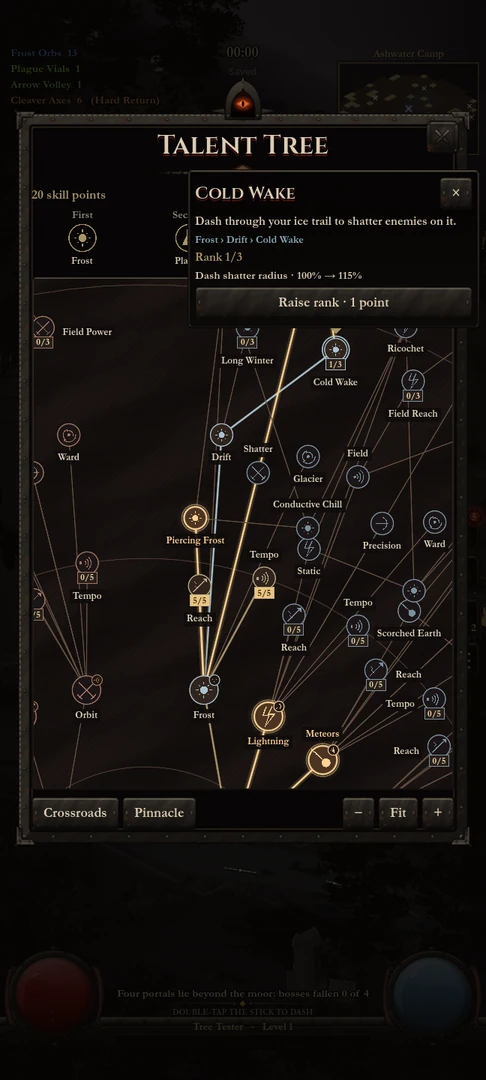 Frost Orbs 13
Plague Vials 1
Arrow Volley 1
Cleaver Axes 6 (Hard Return)
00:00
Saved
Ashwater Camp
TALENT TREE
20 skill points
First
Frost
COLD WAKE
×
Dash through your ice trail to shatter enemies on it.
Frost › Drift › Cold Wake
Rank 1/3
Dash shatter radius · 100% → 115%
Raise rank · 1 point
0/3
Field Power
0/3
Long Winter
1/3
Cold Wake
Ricochet
0/3
Field Reach
Ward
Drift
Shatter
Glacier
Field
Conductive Chill
Piercing Frost
Precision
Ward
Static
0/5
Tempo
Tempo
5/5
5/5
Reach
0/5
Reach
Tempo
0/5
Scorched Earth
Orbit
Frost
0/5
Reach
Tempo
0/5
Lightning
Meteors
4
Reach
0/5
Crossroads
Pinnacle
−
Fit
+
Four portals lie beyond the moor: bosses fallen 0 of 4
DOUBLE-TAP THE STICK TO DASH
Tree Tester - Level 1